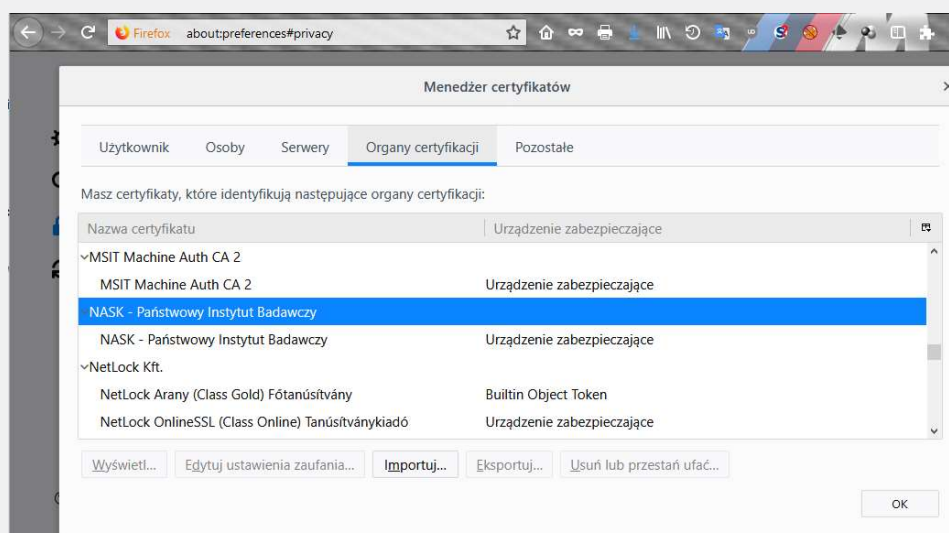 Firefox about:preferences#privacy
Menedżer certyfikatów
Użytkownik Osoby Serwery Organy certyfikacji Pozostałe
Masz certyfikaty, które identyfikują następujące organy certyfikacji:
Nazwa certyfikatu Urządzenie zabezpieczające
MSIT Machine Auth CA 2
MSIT Machine Auth CA 2 Urządzenie zabezpieczające
NASK - Państwowy Instytut Badawczy
NASK - Państwowy Instytut Badawczy Urządzenie zabezpieczające
NetLock Kft.
NetLock Arany (Class Gold) Főtanúsítvány Builtin Object Token
NetLock OnlineSSL (Class Online) Tanúsítványkiadó Urządzenie zabezpieczające
Wyświetl... Edytuj ustawienia zaufania... Importuj... Eksportuj... Usuń lub przestań ufać...
OK